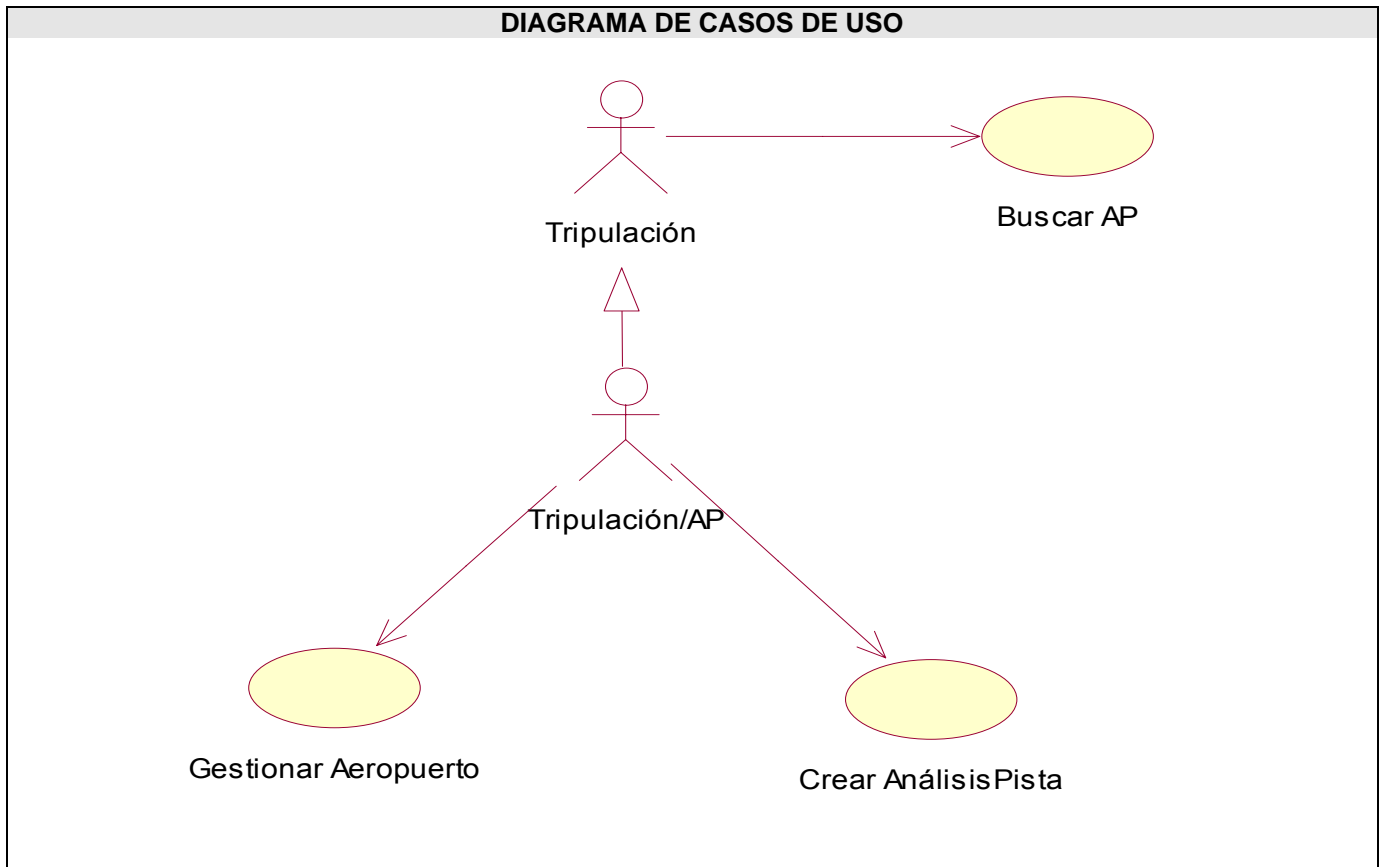 DIAGRAMA DE CASOS DE USO
Buscar AP
Tripulación
Tripulación/AP
Gestionar Aeropuerto
Crear AnálisisPista